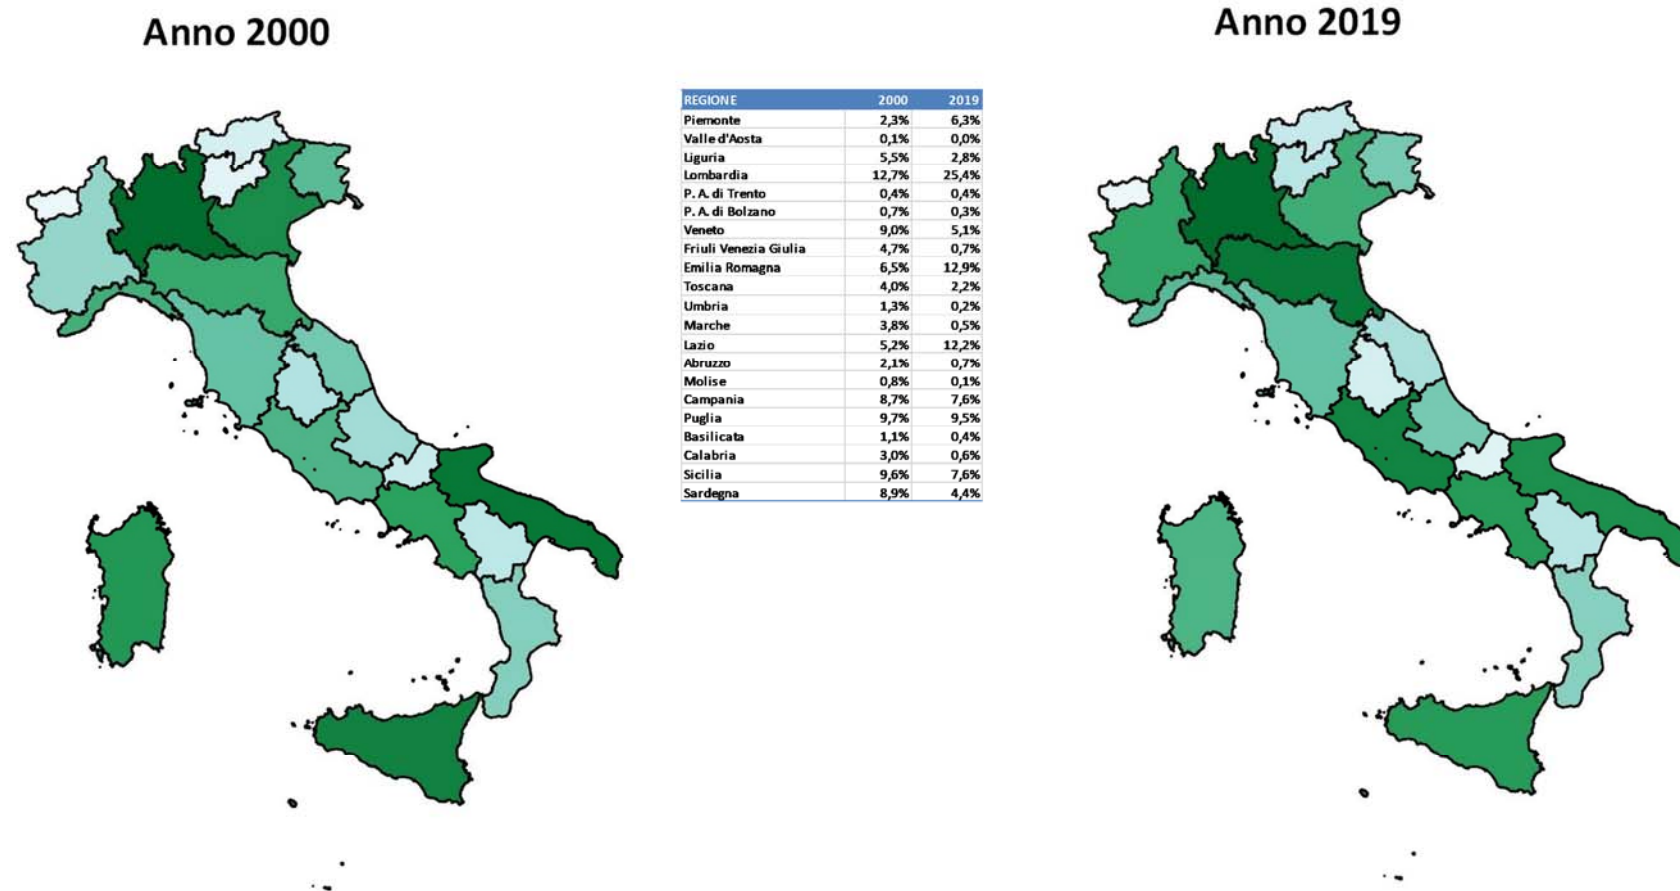 Anno 2000
Anno 2019
REGIONE 2000 2019
Piemonte 2,3% 6,3%
Valle d'Aosta 0,1% 0,0%
Liguria 5,5% 2,8%
Lombardia 12,7% 25,4%
P. A. di Trento 0,4% 0,4%
P. A. di Bolzano 0,7% 0,3%
Veneto 9,0% 5,1%
Friuli Venezia Giulia 4,7% 0,7%
Emilia Romagna 6,5% 12,9%
Toscana 4,0% 2,2%
Umbria 1,3% 0,2%
Marche 3,8% 0,5%
Lazio 5,2% 12,2%
Abruzzo 2,1% 0,7%
Molise 0,8% 0,1%
Campania 8,7% 7,6%
Puglia 9,7% 9,5%
Basilicata 1,1% 0,4%
Calabria 3,0% 0,6%
Sicilia 9,6% 7,6%
Sardegna 8,9% 4,4%